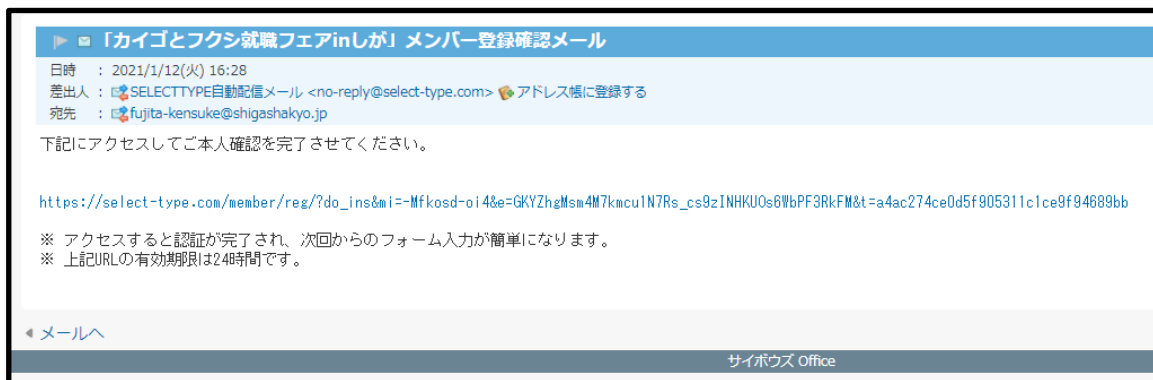 「カイゴとフクシ就職フェアinしが」メンバー登録確認メール
日時 : 2021/1/12(火) 16:28
差出人 : SELECTTYPE自動配信メール <no-reply@select-type.com> アドレス帳に登録する
宛先 : fujita-kensuke@shigashakyo.jp
下記にアクセスしてご本人確認を完了させてください。
https://select-type.com/member/reg/?do_ins&mi=-Mfkosd-oi4&e=GKYZhgMsm4M7kmcu1N7Rs_cs9zINHKUOs6WbPF3RkFM&t=a4ac274ce0d5f905311c1ce9f94689bb
※ アクセスすると認証が完了され、次回からのフォーム入力が簡単になります。
※ 上記URLの有効期限は24時間です。
メールへ
サイボウズ Office